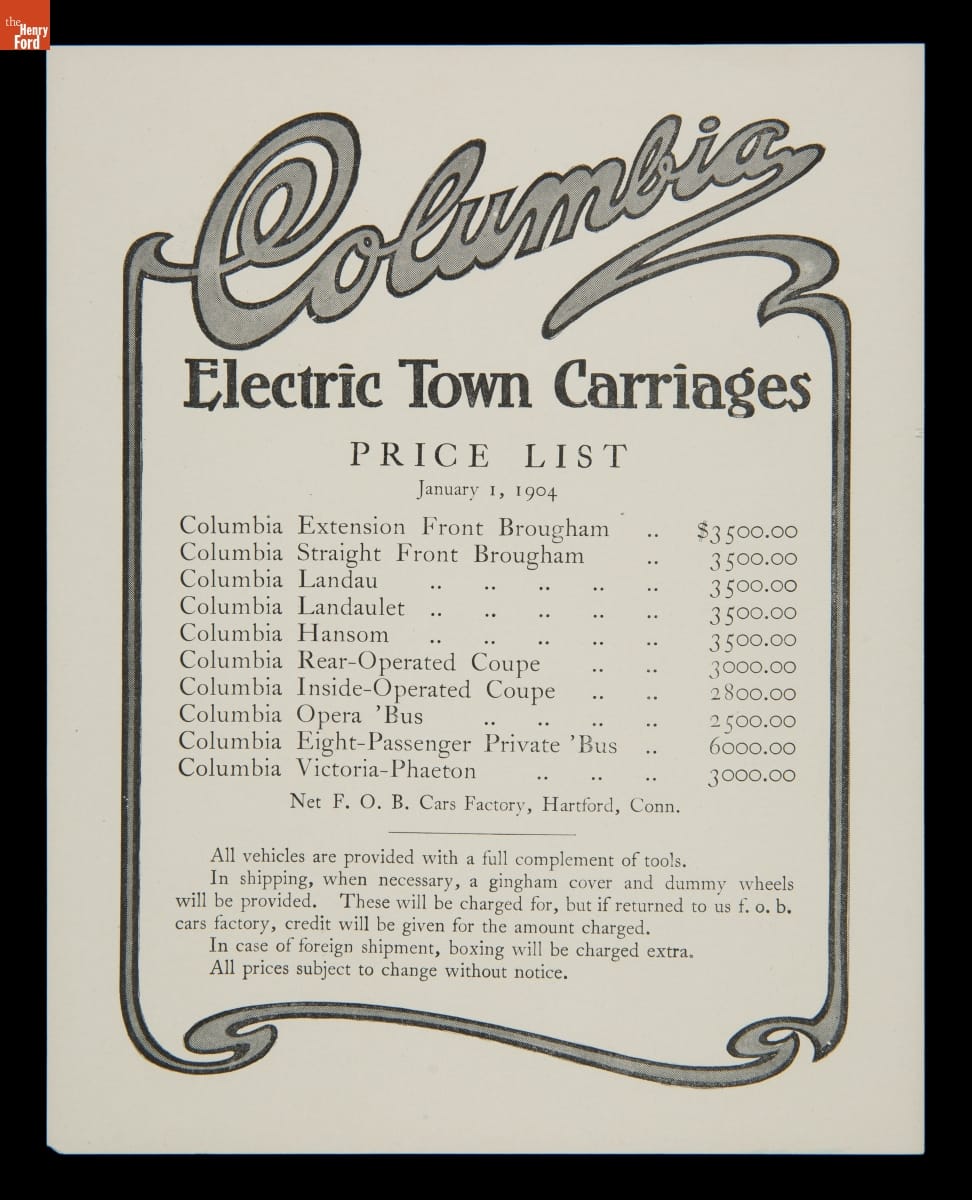 the
Henry
Ford
Columbia
Electric Town Carriages
PRICE LIST
January 1, 1904
Columbia Extension Front Brougham .. $3500.00
Columbia Straight Front Brougham .. 3500.00
Columbia Landau .. .. .. .. .. 3500.00
Columbia Landaulet .. .. .. .. .. 3500.00
Columbia Hansom .. .. .. .. .. 3500.00
Columbia Rear-Operated Coupe .. .. 3000.00
Columbia Inside-Operated Coupe .. .. 2800.00
Columbia Opera 'Bus .. .. .. .. 2500.00
Columbia Eight-Passenger Private 'Bus .. 6000.00
Columbia Victoria-Phaeton .. .. .. 3000.00
Net F. O. B. Cars Factory, Hartford, Conn.
All vehicles are provided with a full complement of tools.
In shipping, when necessary, a gingham cover and dummy wheels
will be provided. These will be charged for, but if returned to us f. o. b.
cars factory, credit will be given for the amount charged.
In case of foreign shipment, boxing will be charged extra.
All prices subject to change without notice.